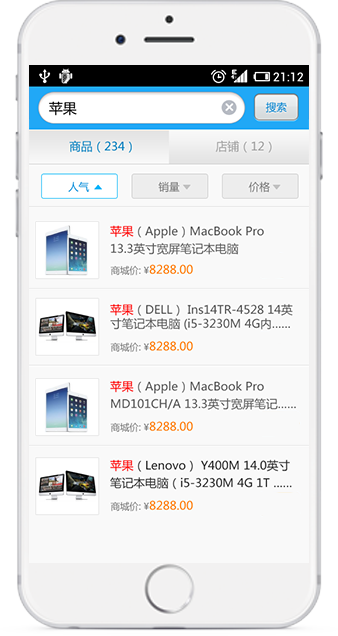 21:12
苹果
搜索
商品（234）
店铺（12）
人气
销量
价格
苹果（Apple）MacBook Pro
13.3英寸宽屏笔记本电脑
商城价: ¥8288.00
苹果（DELL） Ins14TR-4528 14英
寸笔记本电脑 (i5-3230M 4G内......
商城价: ¥8288.00
苹果（Apple）MacBook Pro
MD101CH/A 13.3英寸宽屏笔记......
商城价: ¥8288.00
苹果（Lenovo） Y400M 14.0英寸
笔记本电脑（ i5-3230M 4G 1T ......
商城价: ¥8288.00